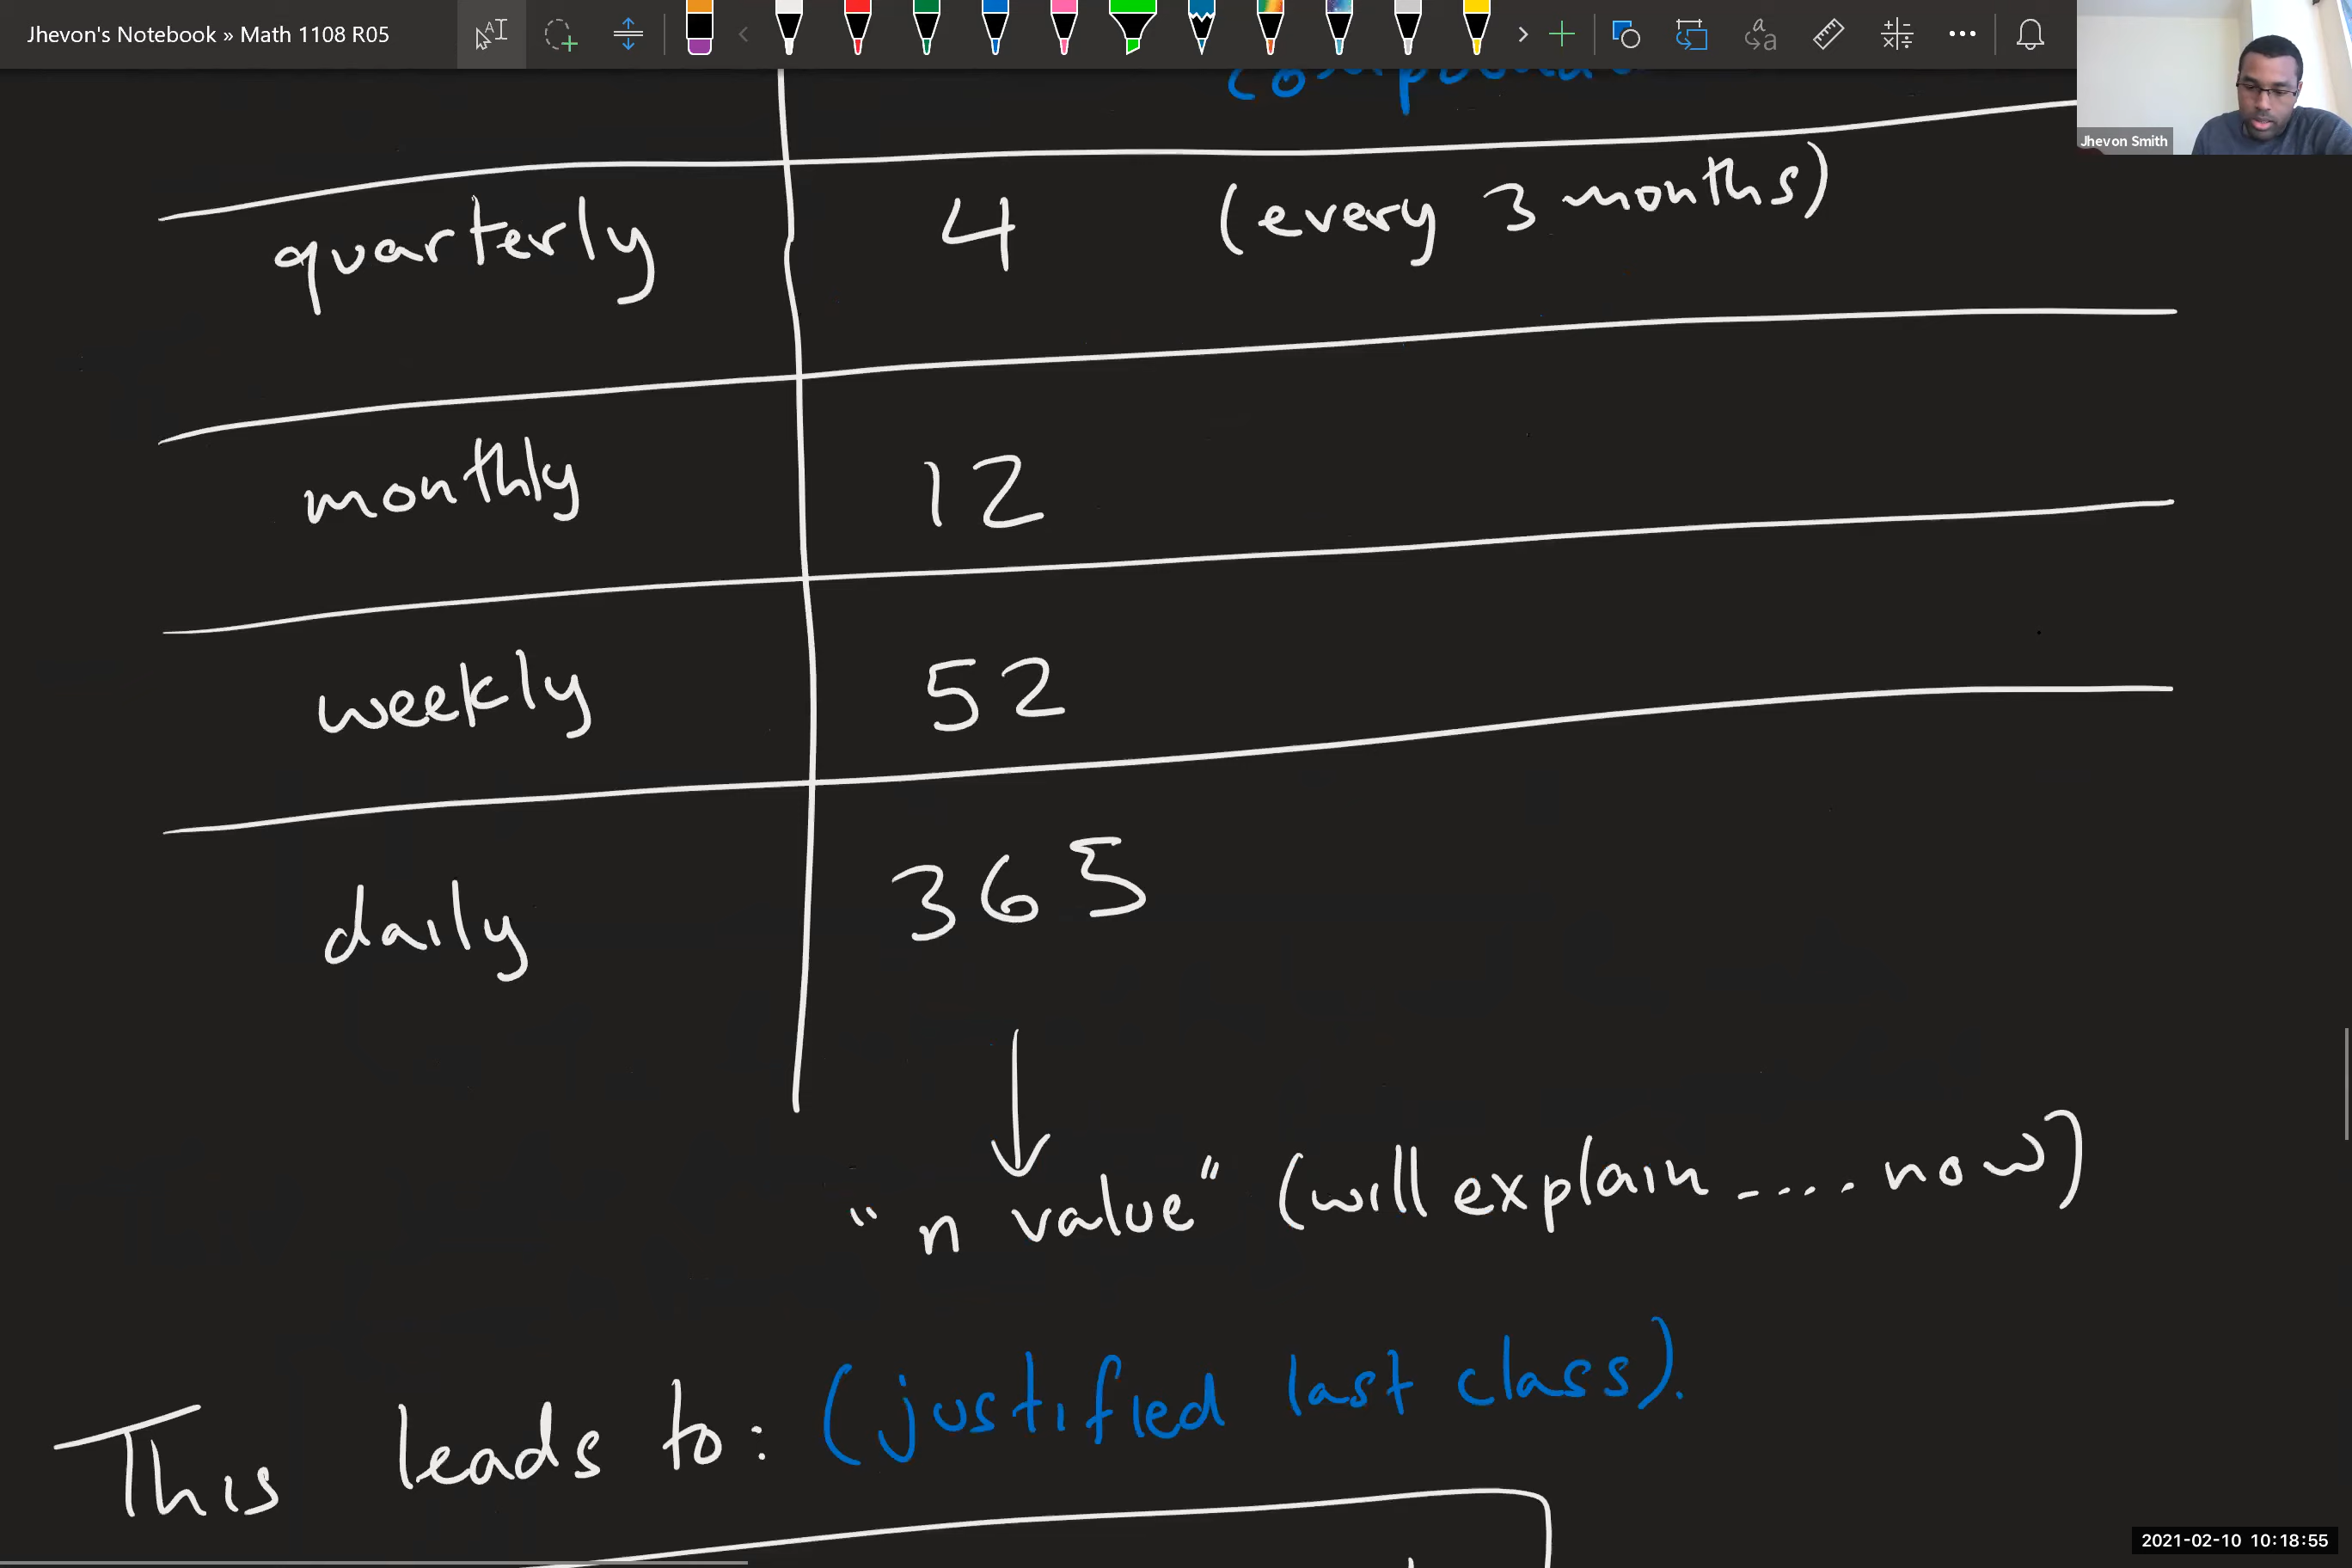 Jhevon's Notebook » Math 1108 R05
Jhevon Smith
quarterly 4 (every 3 months)
monthly 12
weekly 52
daily 365
"n value" (will explain ---- now)
This leads to: (justified last class).
2021-02-10 10:18:55